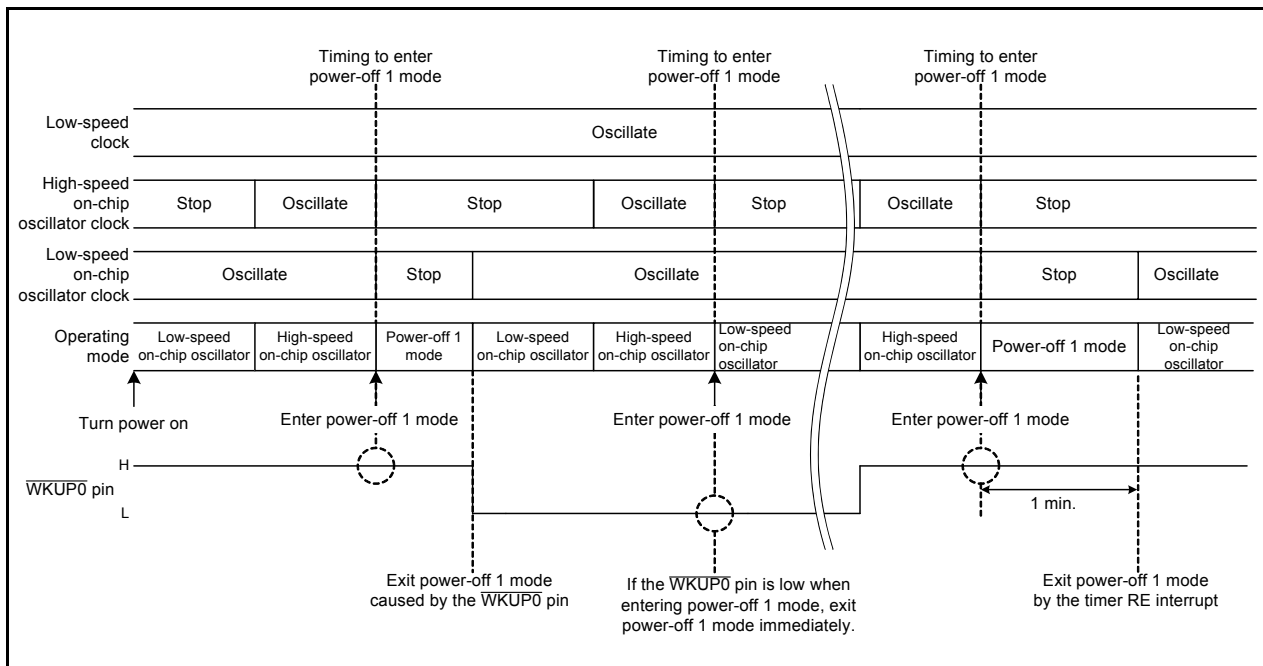 Timing to enter
power-off 1 mode
Timing to enter
power-off 1 mode
Timing to enter
power-off 1 mode
Low-speed
clock
Oscillate
High-speed
on-chip
oscillator clock
Stop
Oscillate
Stop
Oscillate
Stop
Oscillate
Stop
Low-speed
on-chip
oscillator clock
Oscillate
Stop
Oscillate
Stop
Oscillate
Operating
mode
Low-speed
on-chip oscillator
High-speed
on-chip oscillator
Power-off 1
mode
Low-speed
on-chip oscillator
High-speed
on-chip oscillator
Low-speed
on-chip
oscillator
High-speed
on-chip oscillator
Power-off 1 mode
Low-speed
on-chip
oscillator
Turn power on
Enter power-off 1 mode
Enter power-off 1 mode
Enter power-off 1 mode
H
WKUP0 pin
L
1 min.
Exit power-off 1 mode
caused by the WKUP0 pin
If the WKUP0 pin is low when
entering power-off 1 mode, exit
power-off 1 mode immediately.
Exit power-off 1 mode
by the timer RE interrupt